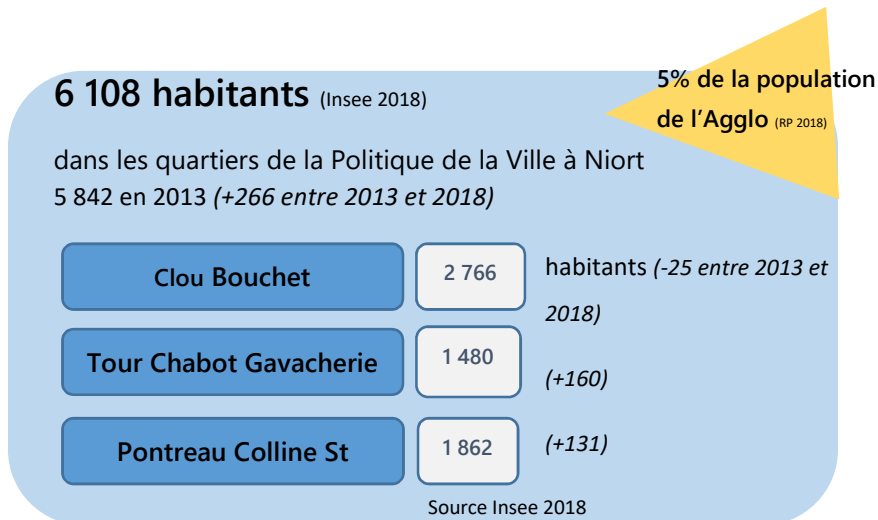 6 108 habitants (Insee 2018)
5% de la population
de l’Agglo (RP 2018)
dans les quartiers de la Politique de la Ville à Niort
5 842 en 2013 (+266 entre 2013 et 2018)
Clou Bouchet
2 766
habitants (-25 entre 2013 et
2018)
Tour Chabot Gavacherie
1 480
(+160)
Pontreau Colline St
1 862
(+131)
Source Insee 2018